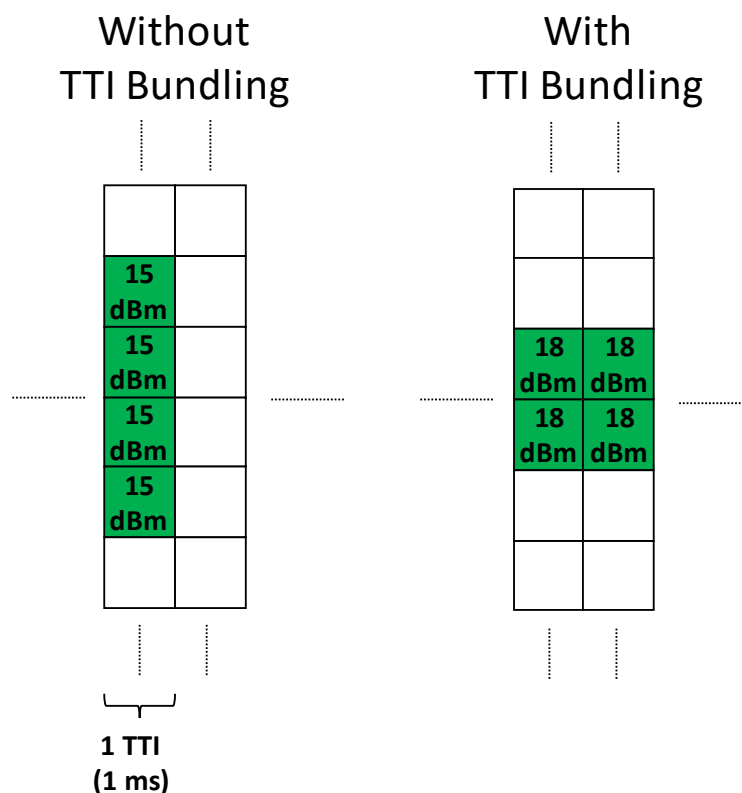 Without
TTI Bundling
With
TTI Bundling
15
dBm
15
dBm
15
dBm
15
dBm
18
dBm
18
dBm
18
dBm
18
dBm
1 TTI
(1 ms)